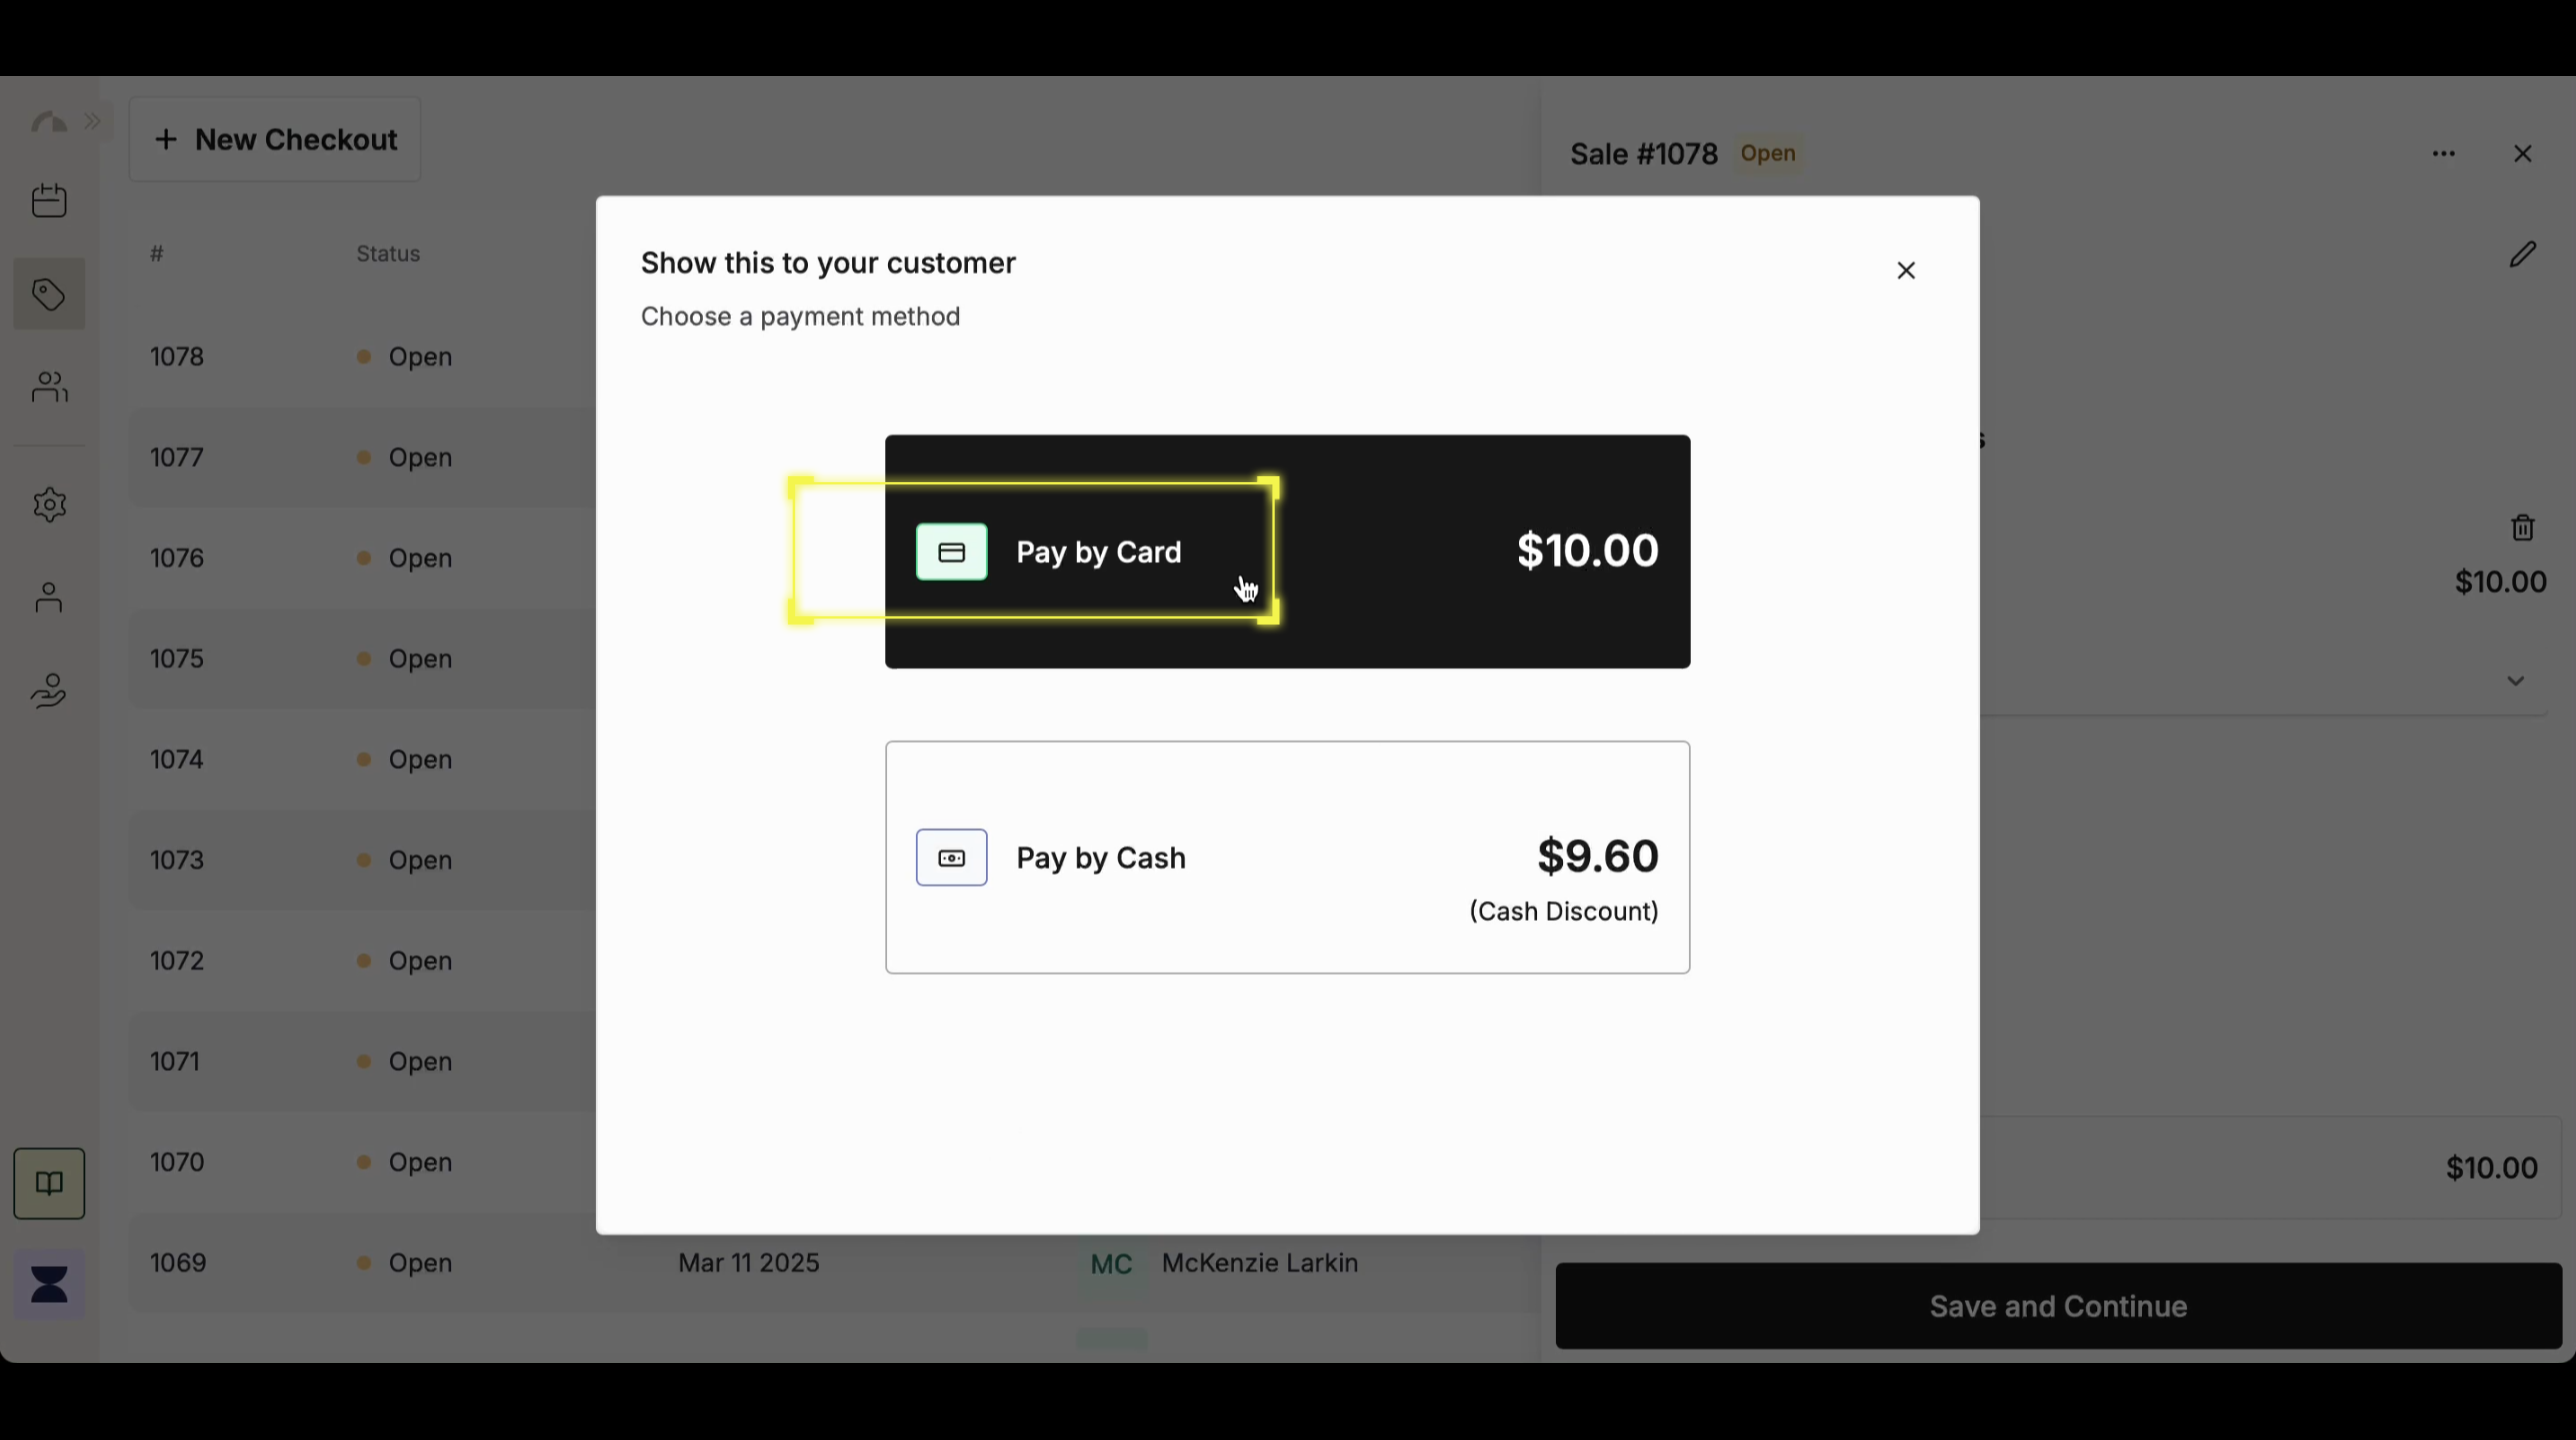 New Checkout
Sale #1078 Open
# Status
Show this to your customer
Choose a payment method
1078 Open
1077 Open
1076 Open
1075 Open
1074 Open
1073 Open
1072 Open
1071 Open
1070 Open
1069 Open Mar 11 2025 MC McKenzie Larkin
Pay by Card $10.00
Pay by Cash $9.60
(Cash Discount)
s
$10.00
$10.00
Save and Continue